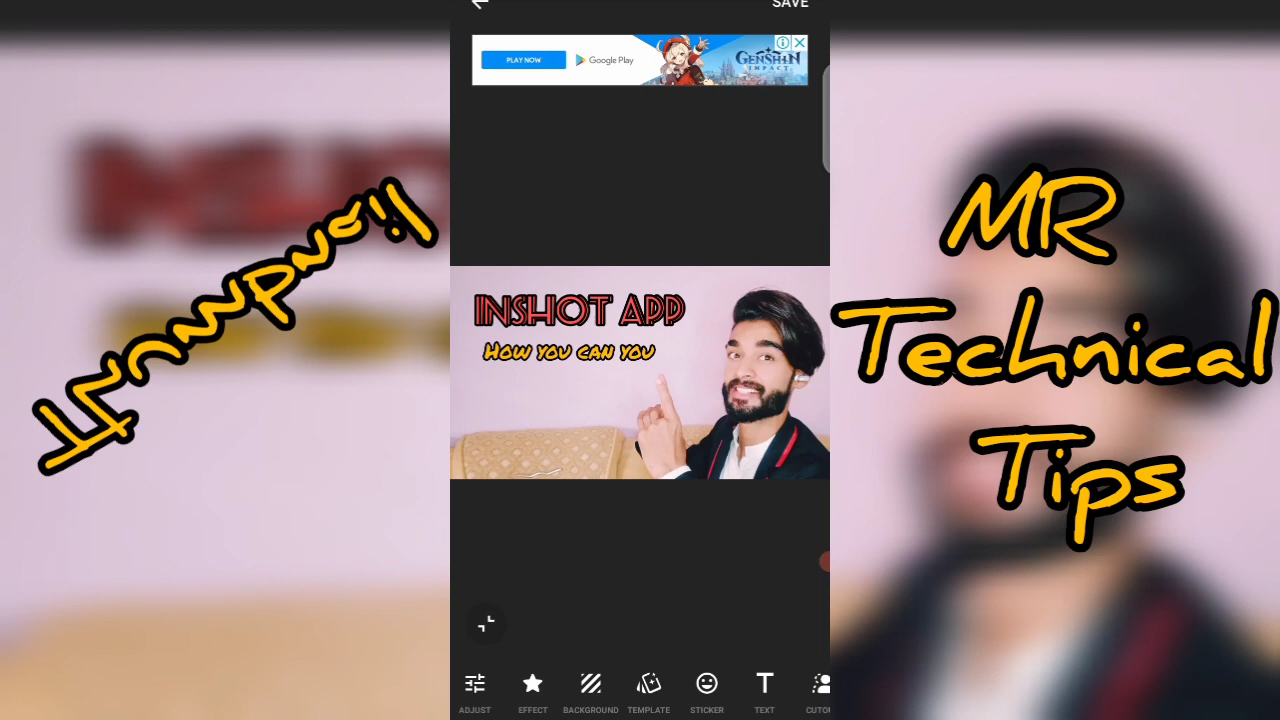 SAVE
PLAY NOW
Google Play
GENSHIN
IMPACT
INSHOT APP
How you can you
MR
Technical
Tips
ADJUST
EFFECT
BACKGROUND
TEMPLATE
STICKER
TEXT